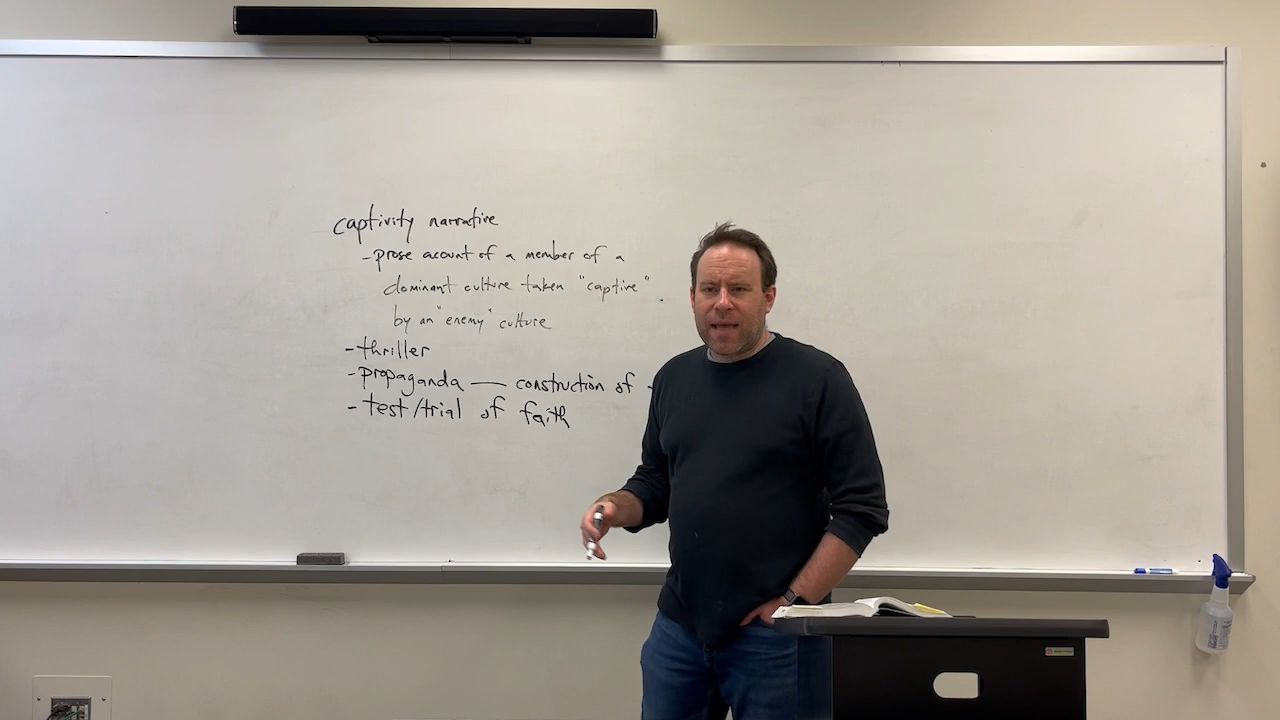 captivity narrative
- prose account of a member of a
dominant culture taken "captive"
by an "enemy" culture
- thriller
- propaganda — construction of -
- test/trial of faith